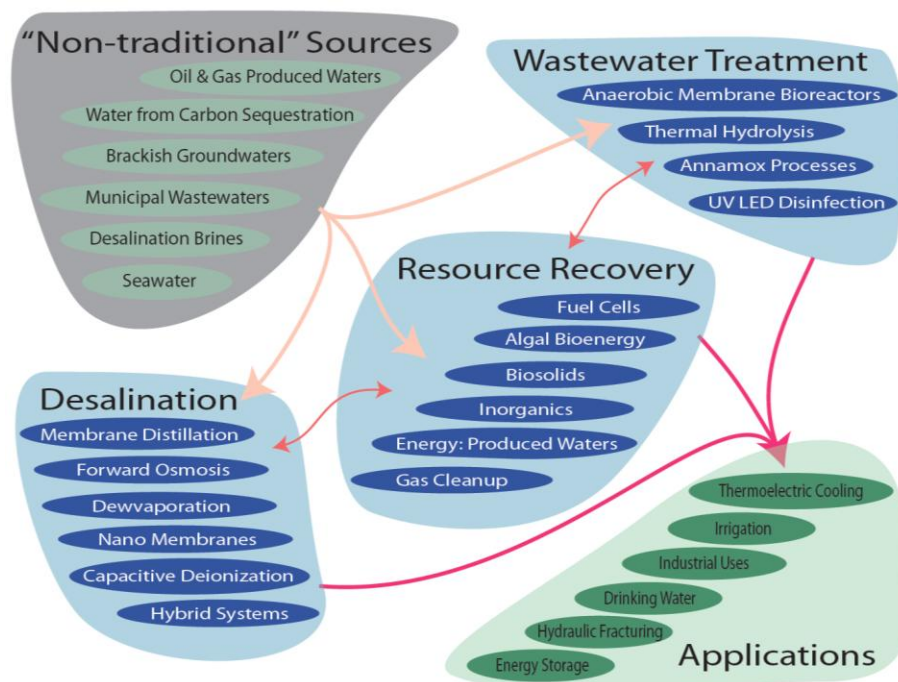 “Non-traditional” Sources
Oil & Gas Produced Waters
Water from Carbon Sequestration
Brackish Groundwaters
Municipal Wastewaters
Desalination Brines
Seawater
Wastewater Treatment
Anaerobic Membrane Bioreactors
Thermal Hydrolysis
Annamox Processes
UV LED Disinfection
Resource Recovery
Fuel Cells
Algal Bioenergy
Biosolids
Inorganics
Energy: Produced Waters
Gas Cleanup
Desalination
Membrane Distillation
Forward Osmosis
Dewvaporation
Nano Membranes
Capacitive Deionization
Hybrid Systems
Thermoelectric Cooling
Irrigation
Industrial Uses
Drinking Water
Hydraulic Fracturing
Energy Storage
Applications